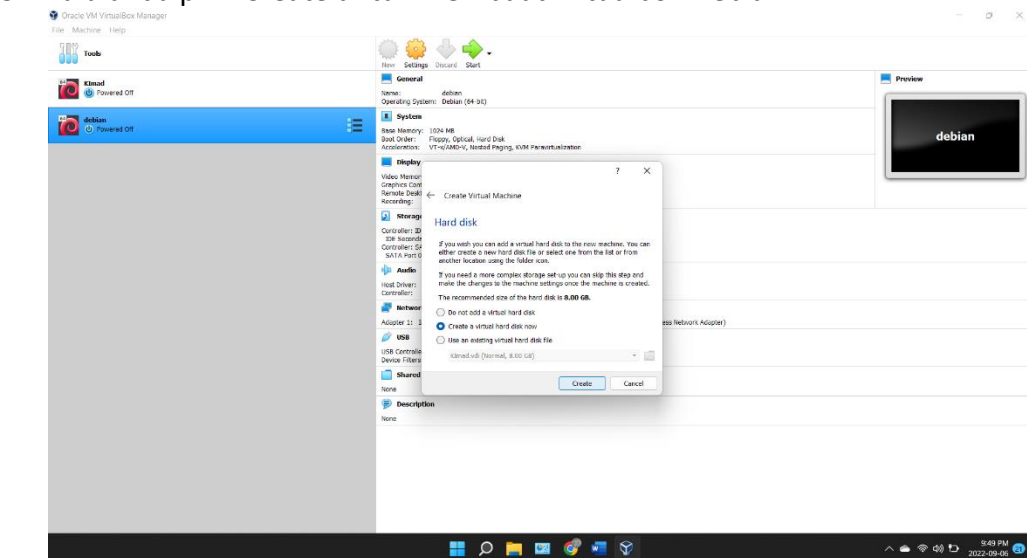 Oracle VM VirtualBox Manager
File Machine Help
Tools
New Settings Discard Start
Kimad
Powered Off
debian
Powered Off
General
Name: debian
Operating System: Debian (64-bit)
System
Base Memory: 1024 MB
Boot Order: Floppy, Optical, Hard Disk
Acceleration: VT-x/AMD-V, Nested Paging, KVM Paravirtualization
Display
Video Memor
Graphics Cont
Remote Deskt
Recording:
Storage
Controller: ID
IDE Seconda
Controller: SA
SATA Port 0
Audio
Host Driver:
Controller:
Networ
Adapter 1:
ess Network Adapter)
USB
USB Controlle
Device Filters
Shared
None
Description
None
Preview
debian
? X
Create Virtual Machine
Hard disk
If you wish you can add a virtual hard disk to the new machine. You can
either create a new hard disk file or select one from the list or from
another location using the folder icon.
If you need a more complex storage set-up you can skip this step and
make the changes to the machine settings once the machine is created.
The recommended size of the hard disk is 8.00 GB.
Do not add a virtual hard disk
Create a virtual hard disk now
Use an existing virtual hard disk file
Kimad.vdi (Normal, 8.00 GB)
Create Cancel
9:49 PM
2022-09-06